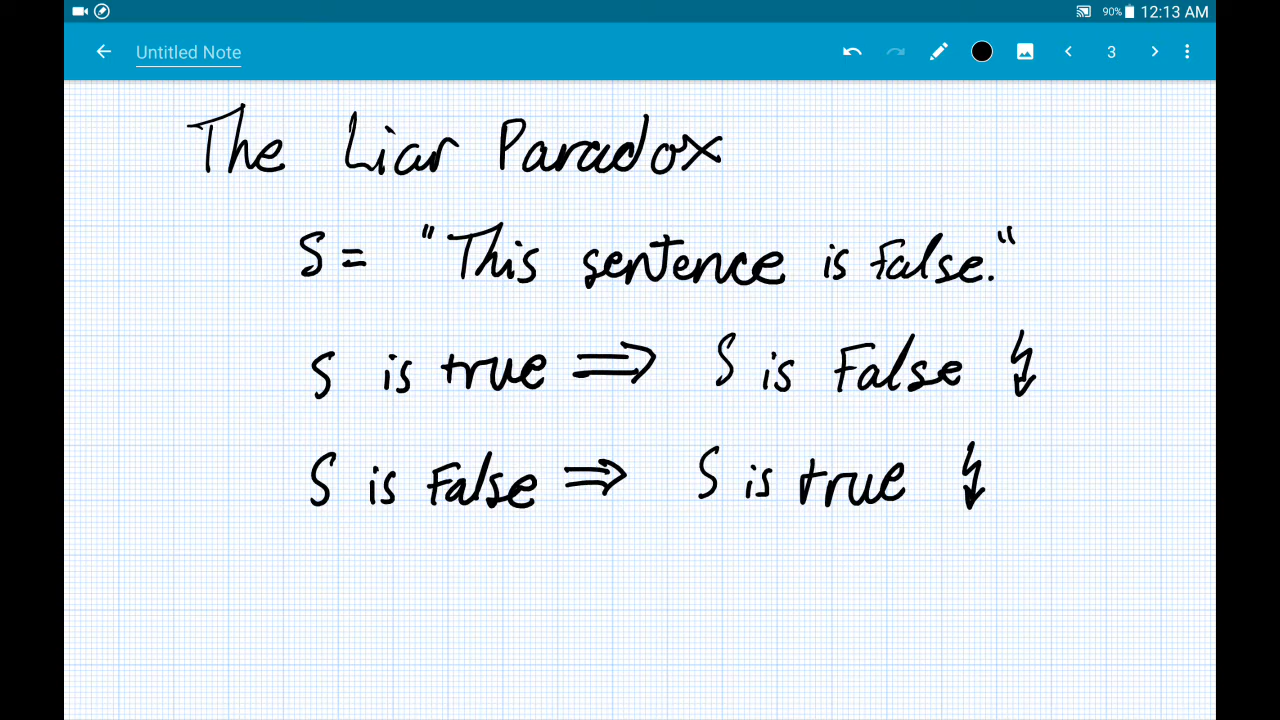 90% 12:13 AM
Untitled Note 3
The Liar Paradox
S = "This sentence is false."
S is true ⟹ S is False ↯
S is False ⟹ S is true ↯